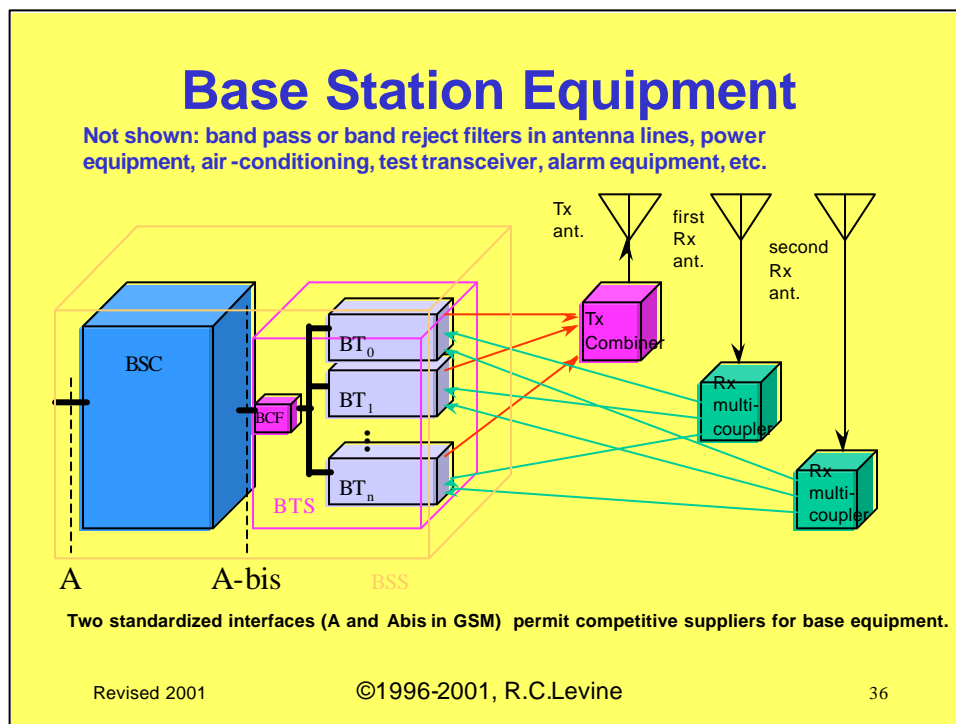 Base Station Equipment
Not shown: band pass or band reject filters in antenna lines, power
equipment, air -conditioning, test transceiver, alarm equipment, etc.
Tx
ant.
first
Rx
ant.
second
Rx
ant.
Tx
Combiner
BSC
BCF
BT0
BT1
BTn
BTS
Rx
multi-
coupler
Rx
multi-
coupler
A
A-bis
BSS
Two standardized interfaces (A and Abis in GSM) permit competitive suppliers for base equipment.
Revised 2001
©1996-2001, R.C.Levine
36